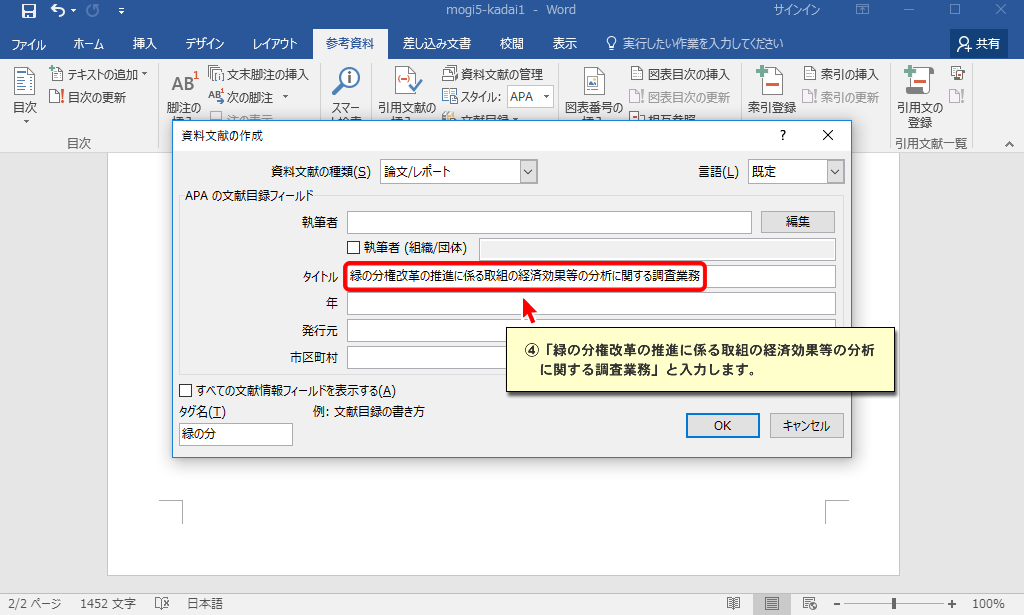 mogi5-kadai1 - Word
サインイン
ファイル ホーム 挿入 デザイン レイアウト 参考資料 差し込み文書 校閲 表示 実行したい作業を入力してください 共有
目次
テキストの追加
目次の更新
目次
AB¹
脚注の
文末脚注の挿入
AB¹ 次の脚注
注の表示
スマー
引用文献の
資料文献の管理
スタイル: APA
文献目録
図表番号の
図表目次の挿入
図表目次の更新
相互参照
索引登録
索引の挿入
索引の更新
引用文の
登録
引用文献一覧
資料文献の作成
? ×
資料文献の種類(S) 論文/レポート 言語(L) 既定
APA の文献目録フィールド
執筆者 編集
執筆者 (組織/団体)
タイトル 緑の分権改革の推進に係る取組の経済効果等の分析に関する調査業務
年
発行元
市区町村
④「緑の分権改革の推進に係る取組の経済効果等の分析
に関する調査業務」と入力します。
すべての文献情報フィールドを表示する(A)
タグ名(T) 例: 文献目録の書き方
緑の分
OK キャンセル
2/2 ページ 1452 文字 日本語 100%